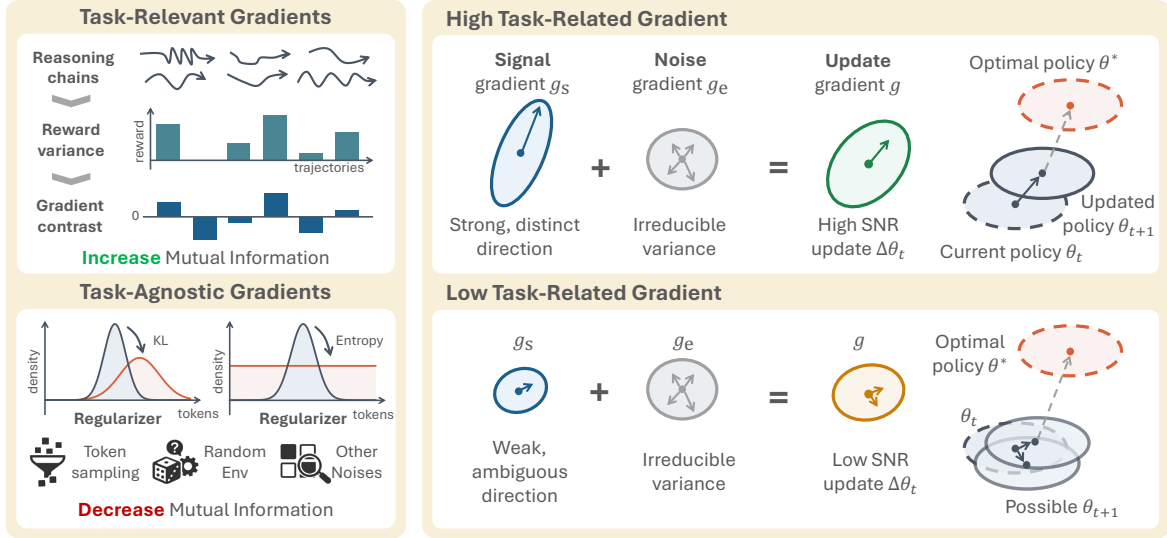 Task-Relevant Gradients
Reasoning
chains
Reward
variance
reward
trajectories
Gradient
contrast
0
Increase Mutual Information
Task-Agnostic Gradients
density
KL
tokens
Regularizer
density
Entropy
tokens
Regularizer
Token
sampling
?
Random
Env
Other
Noises
Decrease Mutual Information
High Task-Related Gradient
Signal
gradient gₛ
+
Noise
gradient gₑ
=
Update
gradient g
Strong, distinct
direction
Irreducible
variance
High SNR
update Δθₜ
Optimal policy θ*
Updated
policy θₜ₊₁
Current policy θₜ
Low Task-Related Gradient
gₛ
+
gₑ
=
g
Weak,
ambiguous
direction
Irreducible
variance
Low SNR
update Δθₜ
Optimal
policy θ*
θₜ
Possible θₜ₊₁